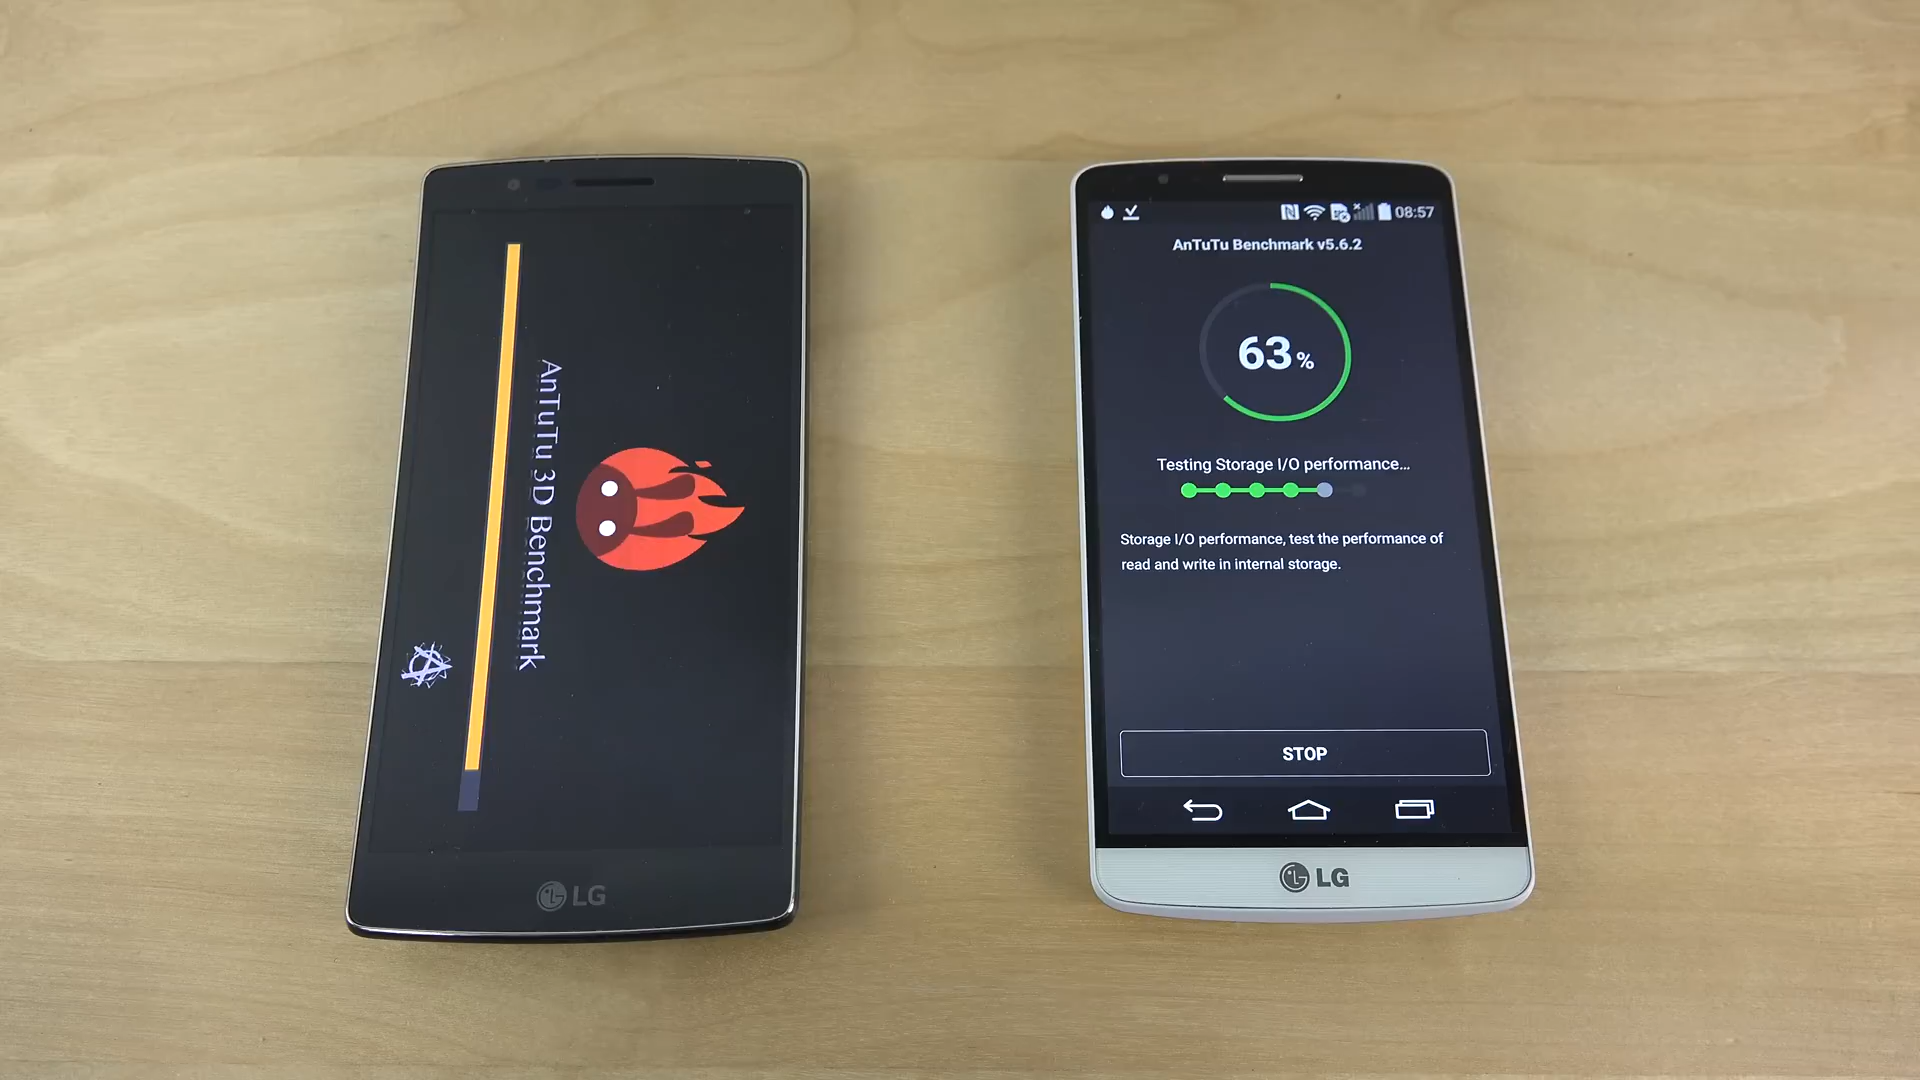 AnTuTu 3D Benchmark
LG
08:57
AnTuTu Benchmark v5.6.2
63%
Testing Storage I/O performance...
Storage I/O performance, test the performance of
read and write in internal storage.
STOP
LG